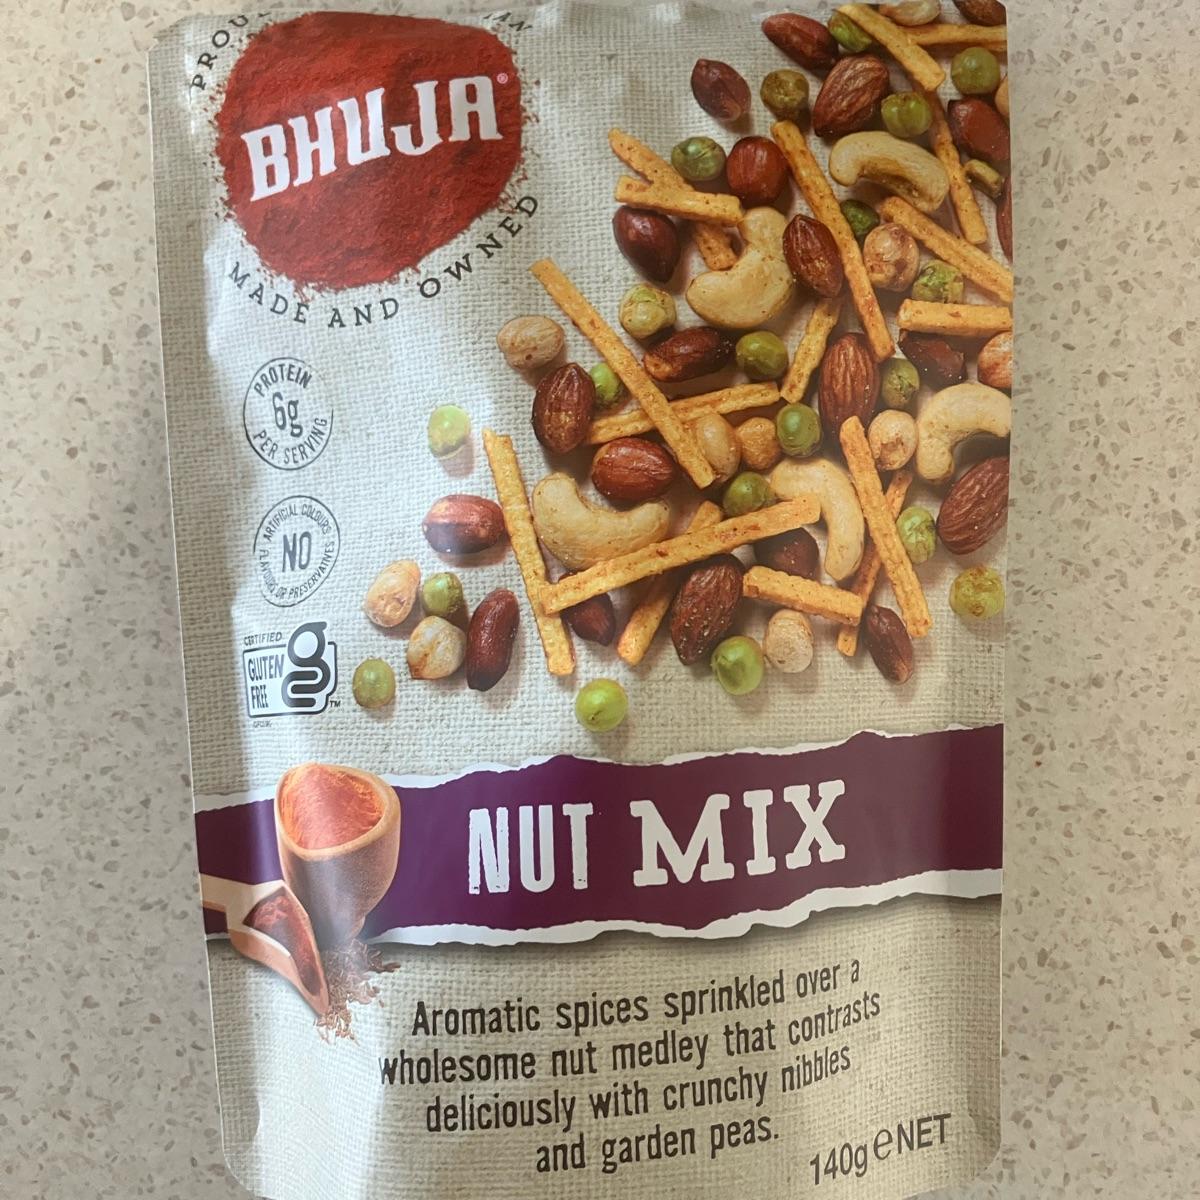 BHUJA®
MADE AND OWNED
PROTEIN
6g
PER SERVING
ARTIFICIAL COLOURS
NO
FLAVOURS OR PRESERVATIVES
CERTIFIED
GLUTEN
FREE
TM
NUT MIX
Aromatic spices sprinkled over a
wholesome nut medley that contrasts
deliciously with crunchy nibbles
and garden peas.
140g e NET